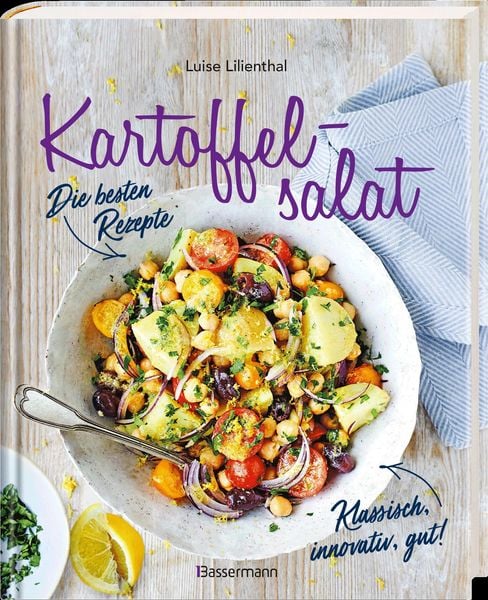 Luise Lilienthal
Kartoffel-
salat
Die besten
Rezepte
Klassisch,
innovativ, gut!
Bassermann